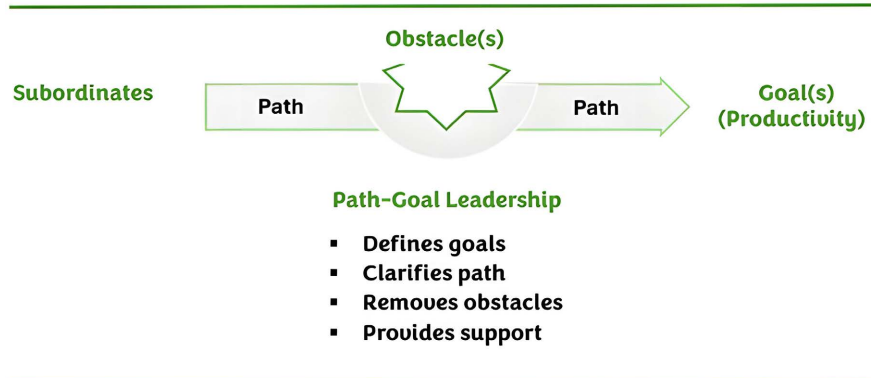 Obstacle(s)
Subordinates
Path
Path
Goal(s)
(Productivity)
Path-Goal Leadership
▪ Defines goals
▪ Clarifies path
▪ Removes obstacles
▪ Provides support